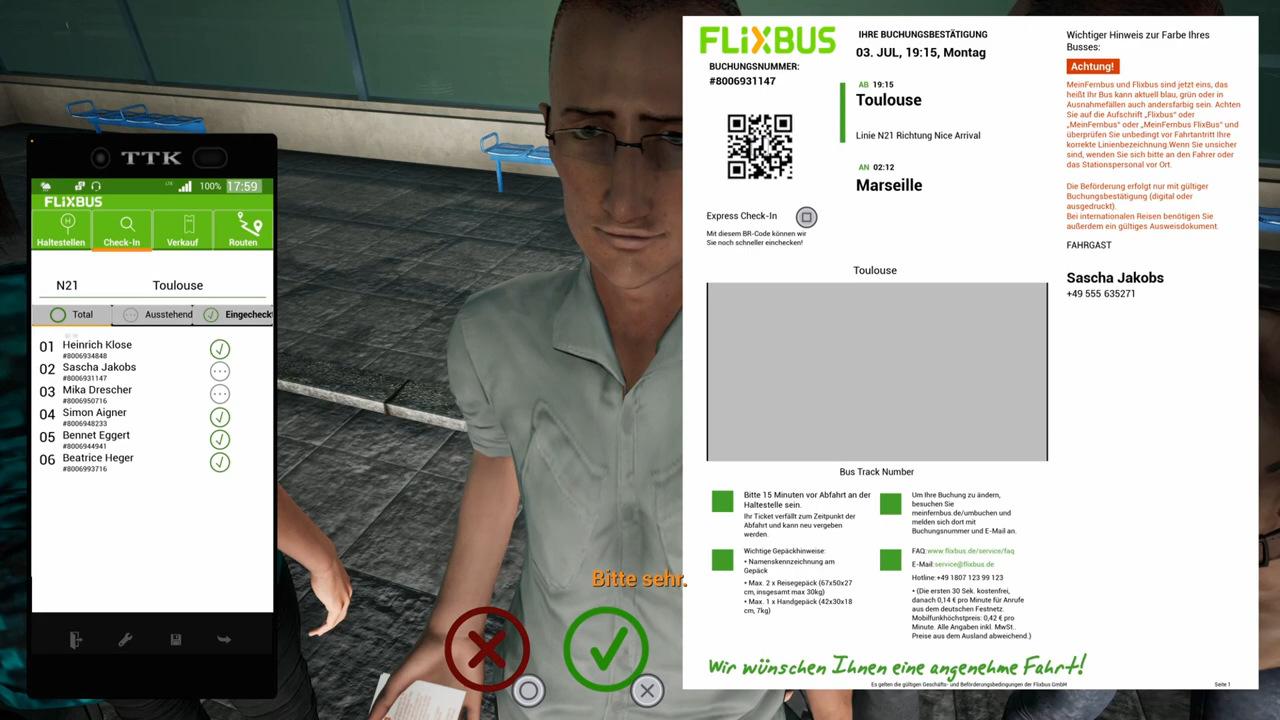 TTK
LTE 100% 17:59
FLiXBUS
Haltestellen Check-In Verkauf Routen
N21 Toulouse
Total Ausstehend Eingecheck
01 Heinrich Klose
#8006934848
02 Sascha Jakobs
#8006931147
03 Mika Drescher
#8006950716
04 Simon Aigner
#8006948233
05 Bennet Eggert
#8006944941
06 Beatrice Heger
#8006993716
Bitte sehr.
FLiXBUS
BUCHUNGSNUMMER:
#8006931147
IHRE BUCHUNGSBESTÄTIGUNG
03. JUL, 19:15, Montag
AB 19:15
Toulouse
Linie N21 Richtung Nice Arrival
AN 02:12
Marseille
Express Check-In
Mit diesem BR-Code können wir
Sie noch schneller einchecken!
Toulouse
Bus Track Number
Bitte 15 Minuten vor Abfahrt an der
Haltestelle sein.
Ihr Ticket verfällt zum Zeitpunkt der
Abfahrt und kann neu vergeben
werden.
Wichtige Gepäckhinweise:
• Namenskennzeichnung am
Gepäck
• Max. 2 x Reisegepäck (67x50x27
cm, insgesamt max 30kg)
• Max. 1 x Handgepäck (42x30x18
cm, 7kg)
Um Ihre Buchung zu ändern,
besuchen Sie
meinfernbus.de/umbuchen und
melden sich dort mit
Buchungsnummer und E-Mail an.
FAQ:www.flixbus.de/service/faq
E-Mail:service@flixbus.de
Hotline:+49 1807 123 99 123
• (Die ersten 30 Sek. kostenfrei,
danach 0,14 € pro Minute für Anrufe
aus dem deutschen Festnetz.
Mobilfunkhöchstpreis: 0,42 € pro
Minute. Alle Angaben inkl. MwSt..
Preise aus dem Ausland abweichend.)
Wichtiger Hinweis zur Farbe Ihres
Busses:
Achtung!
MeinFernbus und Flixbus sind jetzt eins, das
heißt Ihr Bus kann aktuell blau, grün oder in
Ausnahmefällen auch andersfarbig sein. Achten
Sie auf die Aufschrift „Flixbus“ oder
„MeinFernbus“ oder „MeinFernbus FlixBus“ und
überprüfen Sie unbedingt vor Fahrtantritt Ihre
korrekte Linienbezeichnung.Wenn Sie unsicher
sind, wenden Sie sich bitte an den Fahrer oder
das Stationspersonal vor Ort.
Die Beförderung erfolgt nur mit gültiger
Buchungsbestätigung (digital oder
ausgedruckt).
Bei internationalen Reisen benötigen Sie
außerdem ein gültiges Ausweisdokument.
FAHRGAST
Sascha Jakobs
+49 555 635271
Wir wünschen Ihnen eine angenehme Fahrt!
Es gelten die gültigen Geschäfts- und Beförderungsbedingungen der Flixbus GmbH
Seite 1